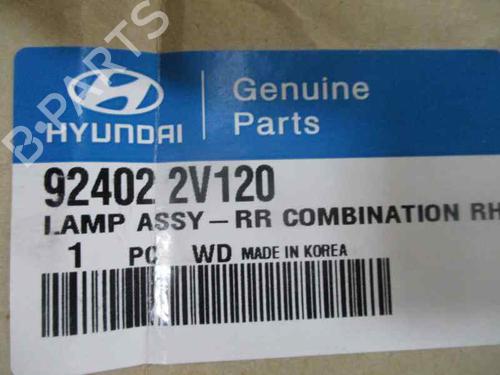 HYUNDAI
Genuine
Parts
92402 2V120
LAMP ASSY-RR COMBINATION RH
1 PC WD MADE IN KOREA
B-PARTS